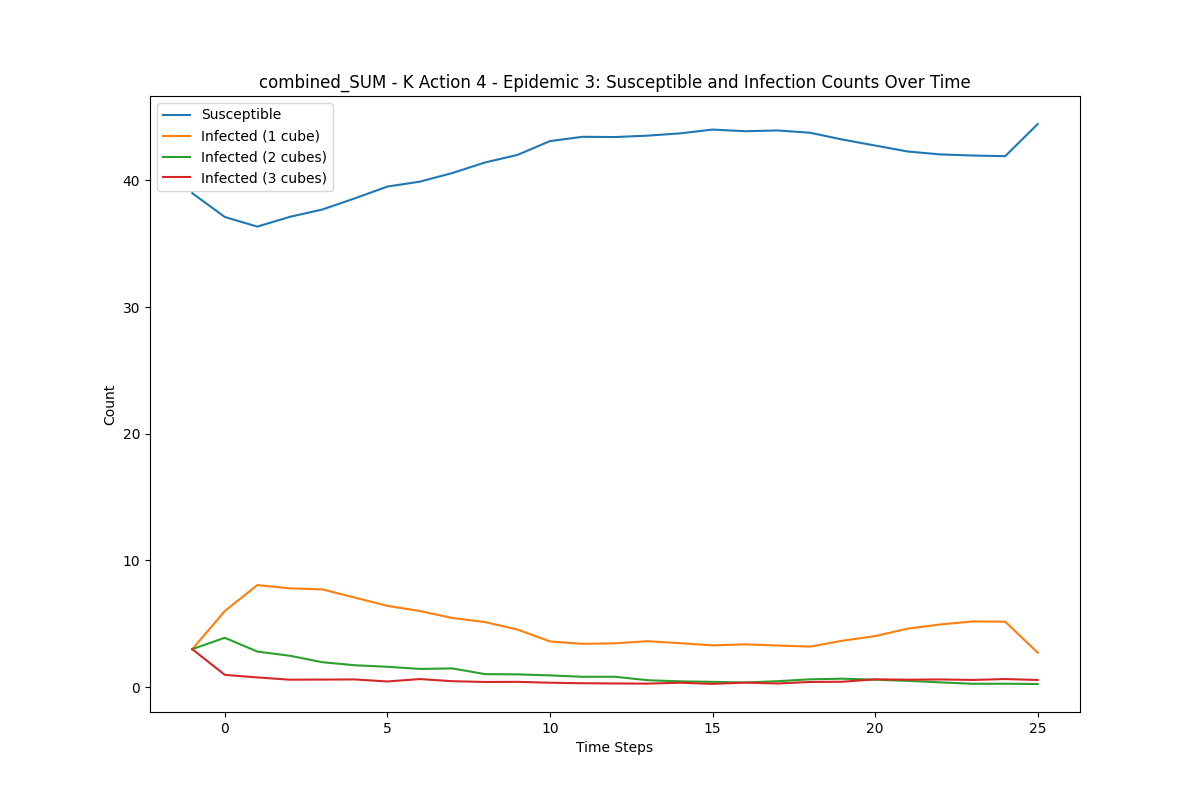 combined_SUM - K Action 4 - Epidemic 3: Susceptible and Infection Counts Over Time
Susceptible
Infected (1 cube)
Infected (2 cubes)
Infected (3 cubes)
40
30
20
10
0
Count
0 5 10 15 20 25
Time Steps